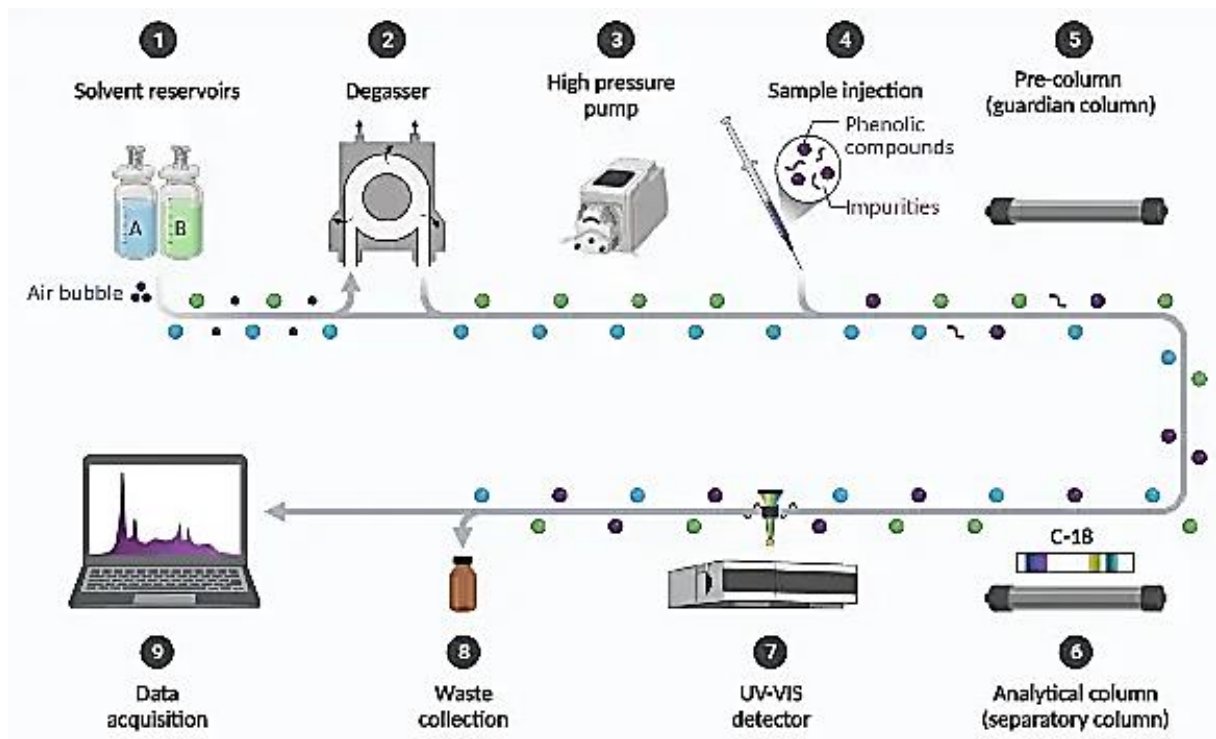 1
Solvent reservoirs
2
Degasser
3
High pressure
pump
4
Sample injection
Phenolic
compounds
Impurities
5
Pre-column
(guardian column)
A
B
Air bubble
C-18
9
Data
acquisition
8
Waste
collection
7
UV-VIS
detector
6
Analytical column
(separatory column)